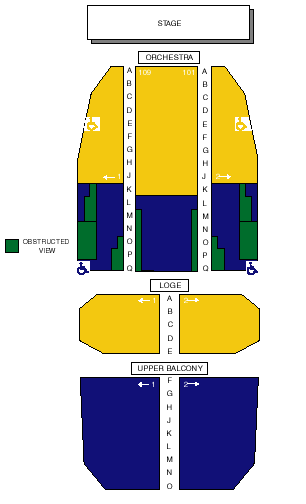 STAGE
ORCHESTRA
109 101
A A
B B
C C
D D
E E
F F
G G
H H
1 J J 2
K K
L L
M M
N N
O O
P P
Q Q
OBSTRUCTED
VIEW
LOGE
1 A 2
B
C
D
E
UPPER BALCONY
1 F 2
G
H
J
K
L
M
N
O